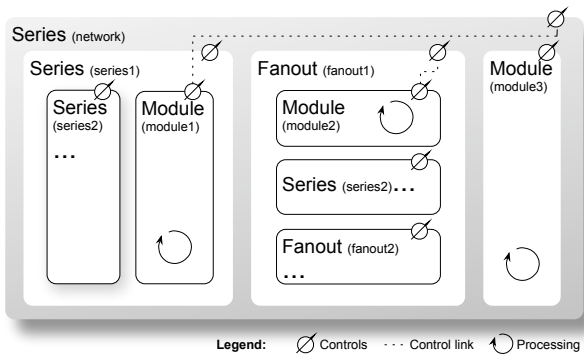 Series (network)
Series (series1)
Series
(series2)
...
Module
(module1)
Fanout (fanout1)
Module
(module2)
Series (series2)...
Fanout (fanout2)
...
Module
(module3)
Legend: Controls - - - Control link Processing